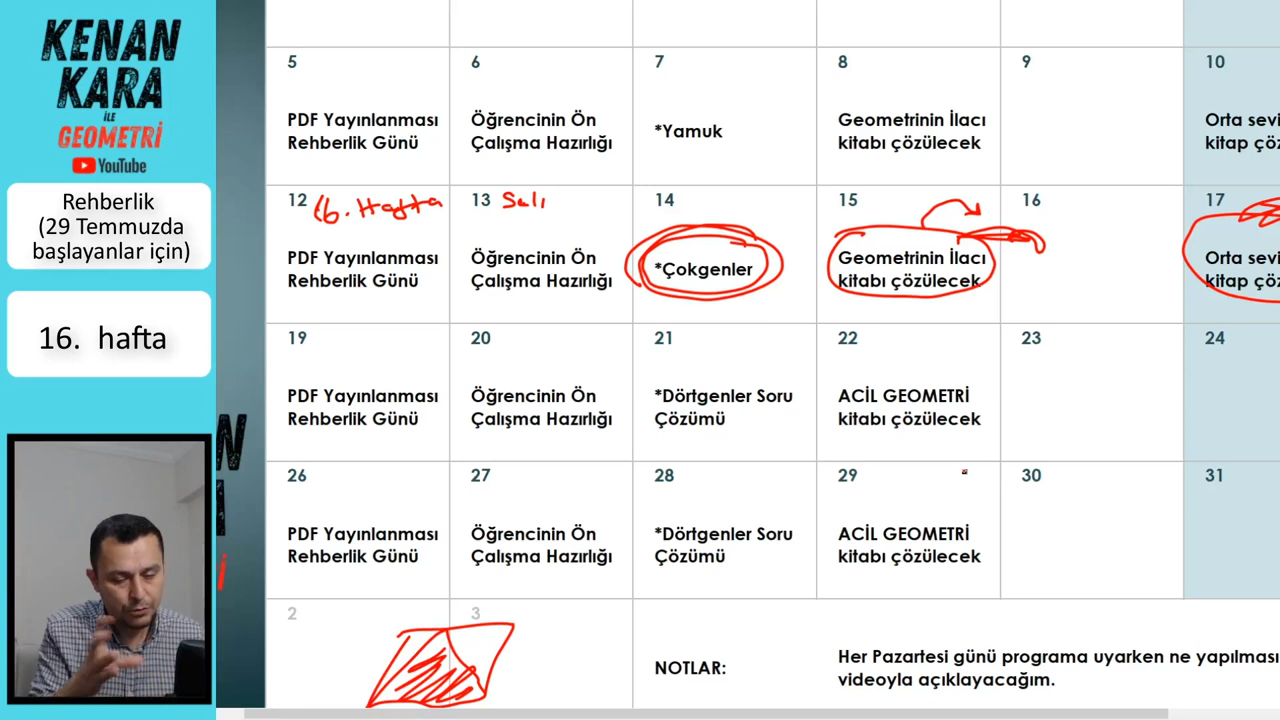 KENAN
KARA
İLE
GEOMETRİ
YouTube
Rehberlik
(29 Temmuzda
başlayanlar için)
16. hafta
5
PDF Yayınlanması
Rehberlik Günü
6
Öğrencinin Ön
Çalışma Hazırlığı
7
*Yamuk
8
Geometrinin İlacı
kitabı çözülecek
9
10
Orta sevi
kitap çöz
12
16. Hafta
PDF Yayınlanması
Rehberlik Günü
13
Salı
Öğrencinin Ön
Çalışma Hazırlığı
14
*Çokgenler
15
Geometrinin İlacı
kitabı çözülecek
16
17
Orta sevi
kitap çöz
19
PDF Yayınlanması
Rehberlik Günü
20
Öğrencinin Ön
Çalışma Hazırlığı
21
*Dörtgenler Soru
Çözümü
22
ACİL GEOMETRİ
kitabı çözülecek
23
24
26
PDF Yayınlanması
Rehberlik Günü
27
Öğrencinin Ön
Çalışma Hazırlığı
28
*Dörtgenler Soru
Çözümü
29
ACİL GEOMETRİ
kitabı çözülecek
30
31
2
3
NOTLAR:
Her Pazartesi günü programa uyarken ne yapılması
videoyla açıklayacağım.